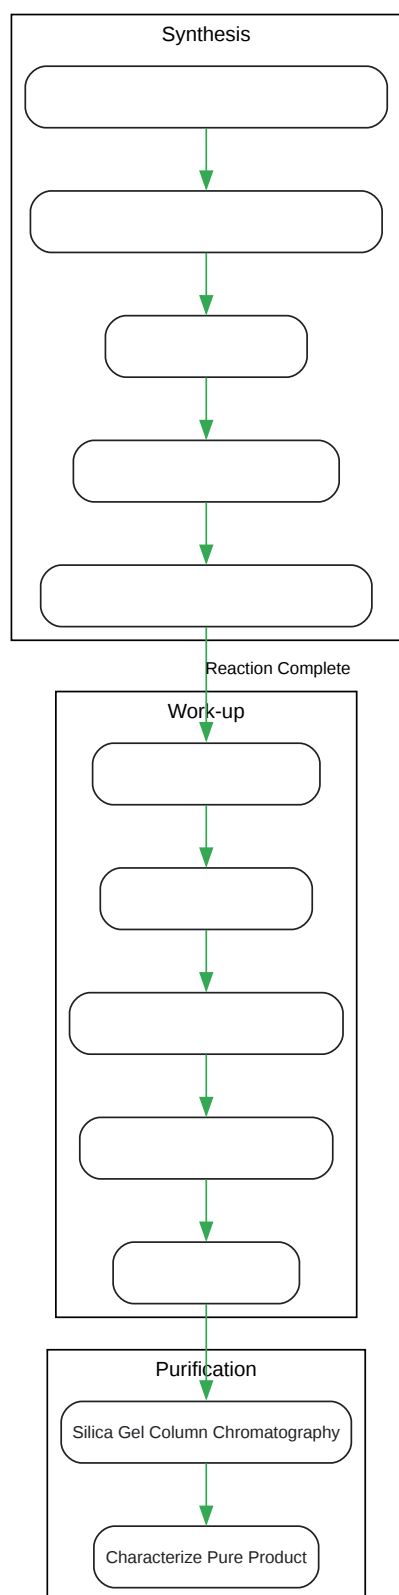 Synthesis
Reaction Complete
Work-up
Purification
Silica Gel Column Chromatography
Characterize Pure Product